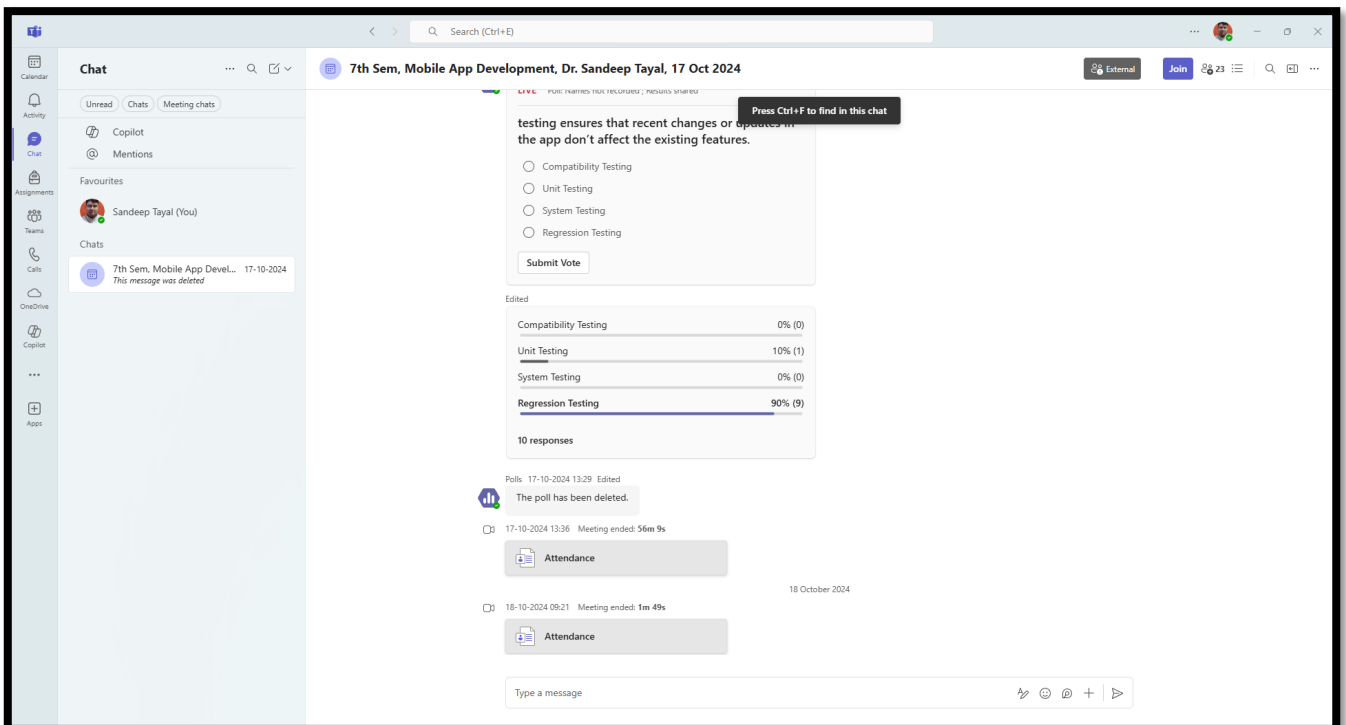 Search (Ctrl+E)
Calendar
Activity
Chat
Assignments
Teams
Calls
OneDrive
Copilot
Apps
Chat
Unread
Chats
Meeting chats
Copilot
Mentions
Favourites
Sandeep Tayal (You)
Chats
7th Sem, Mobile App Devel... 17-10-2024
This message was deleted
7th Sem, Mobile App Development, Dr. Sandeep Tayal, 17 Oct 2024
External
Join
23
LIVE Poll: Names not recorded ; Results shared
Press Ctrl+F to find in this chat
testing ensures that recent changes or updates in
the app don't affect the existing features.
Compatibility Testing
Unit Testing
System Testing
Regression Testing
Submit Vote
Edited
Compatibility Testing 0% (0)
Unit Testing 10% (1)
System Testing 0% (0)
Regression Testing 90% (9)
10 responses
Polls 17-10-2024 13:29 Edited
The poll has been deleted.
17-10-2024 13:36 Meeting ended: 56m 9s
Attendance
18 October 2024
18-10-2024 09:21 Meeting ended: 1m 49s
Attendance
Type a message